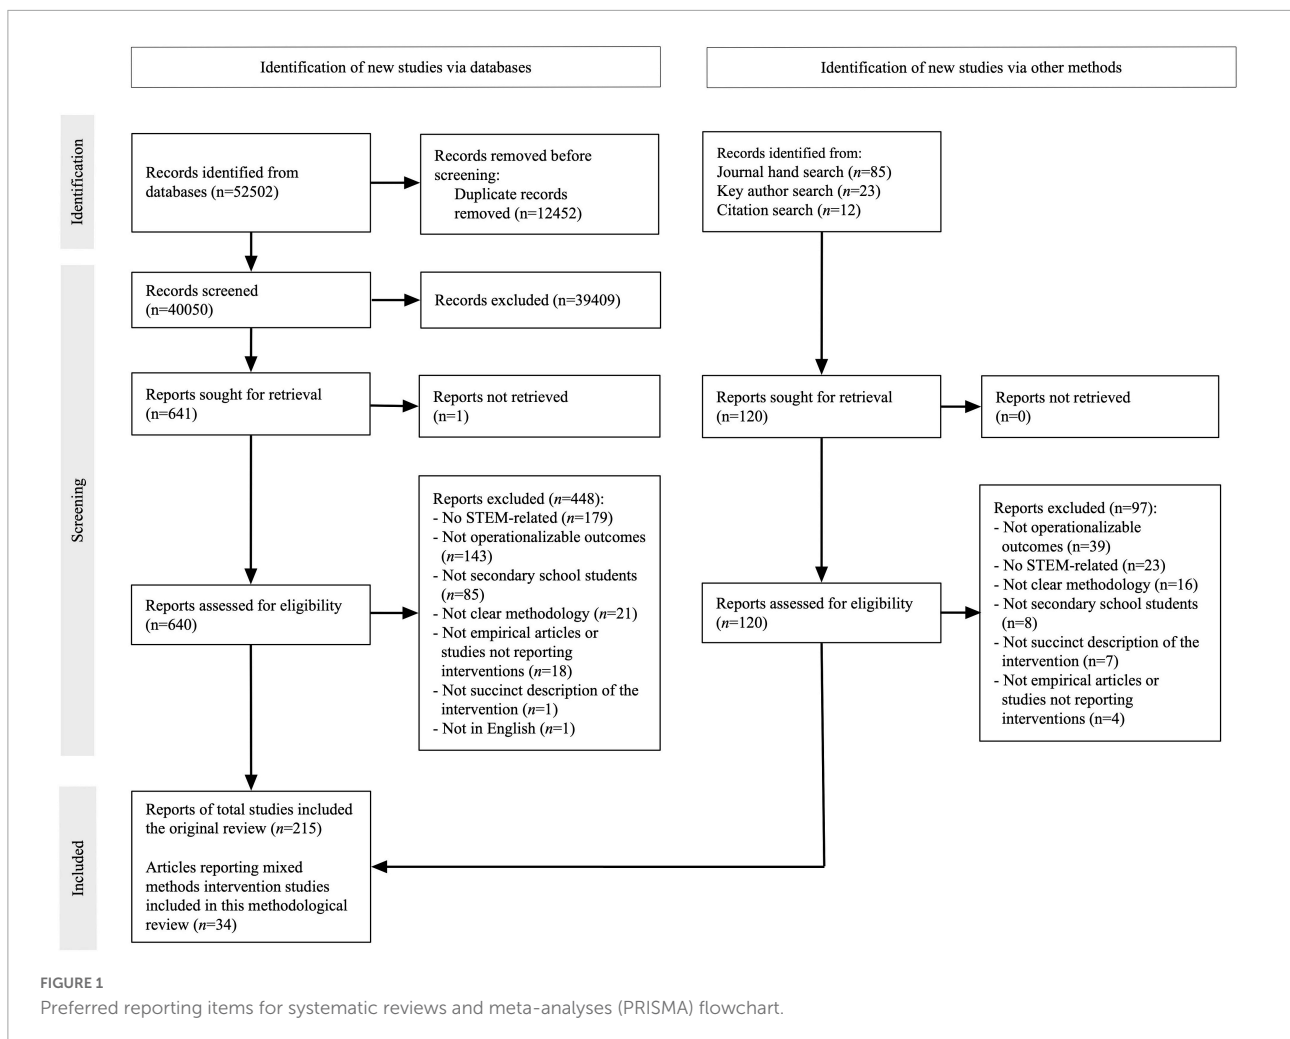 Identification of new studies via databases
Identification of new studies via other methods
Identification
Records identified from
databases (n=52502)
Records removed before
screening:
Duplicate records
removed (n=12452)
Records identified from:
Journal hand search (n=85)
Key author search (n=23)
Citation search (n=12)
Screening
Records screened
(n=40050)
Records excluded (n=39409)
Reports sought for retrieval
(n=641)
Reports not retrieved
(n=1)
Reports sought for retrieval
(n=120)
Reports not retrieved
(n=0)
Reports assessed for eligibility
(n=640)
Reports excluded (n=448):
- No STEM-related (n=179)
- Not operationalizable outcomes
(n=143)
- Not secondary school students
(n=85)
- Not clear methodology (n=21)
- Not empirical articles or
studies not reporting
interventions (n=18)
- Not succinct description of the
intervention (n=1)
- Not in English (n=1)
Reports assessed for eligibility
(n=120)
Reports excluded (n=97):
- Not operationalizable
outcomes (n=39)
- No STEM-related (n=23)
- Not clear methodology (n=16)
- Not secondary school students
(n=8)
- Not succinct description of the
intervention (n=7)
- Not empirical articles or
studies not reporting
interventions (n=4)
Included
Reports of total studies included
the original review (n=215)
Articles reporting mixed
methods intervention studies
included in this methodological
review (n=34)
FIGURE 1
Preferred reporting items for systematic reviews and meta-analyses (PRISMA) flowchart.